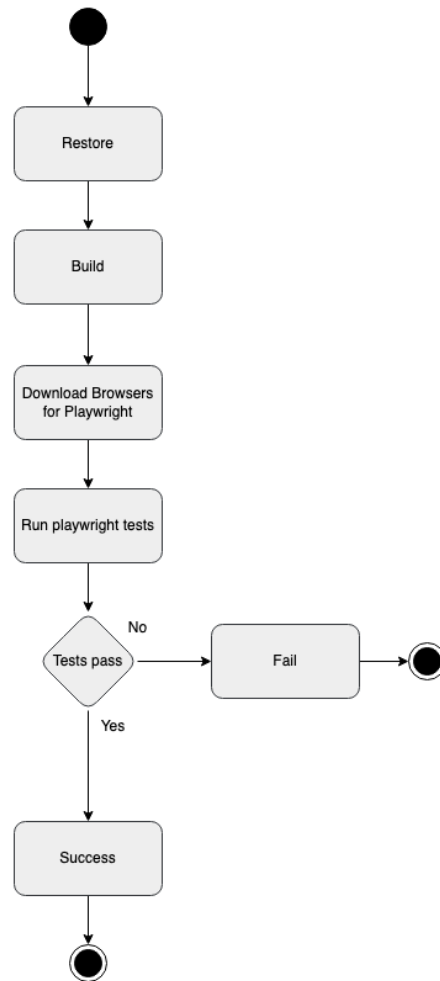 Restore
Build
Download Browsers
for Playwright
Run playwright tests
No
Tests pass
Fail
Yes
Success